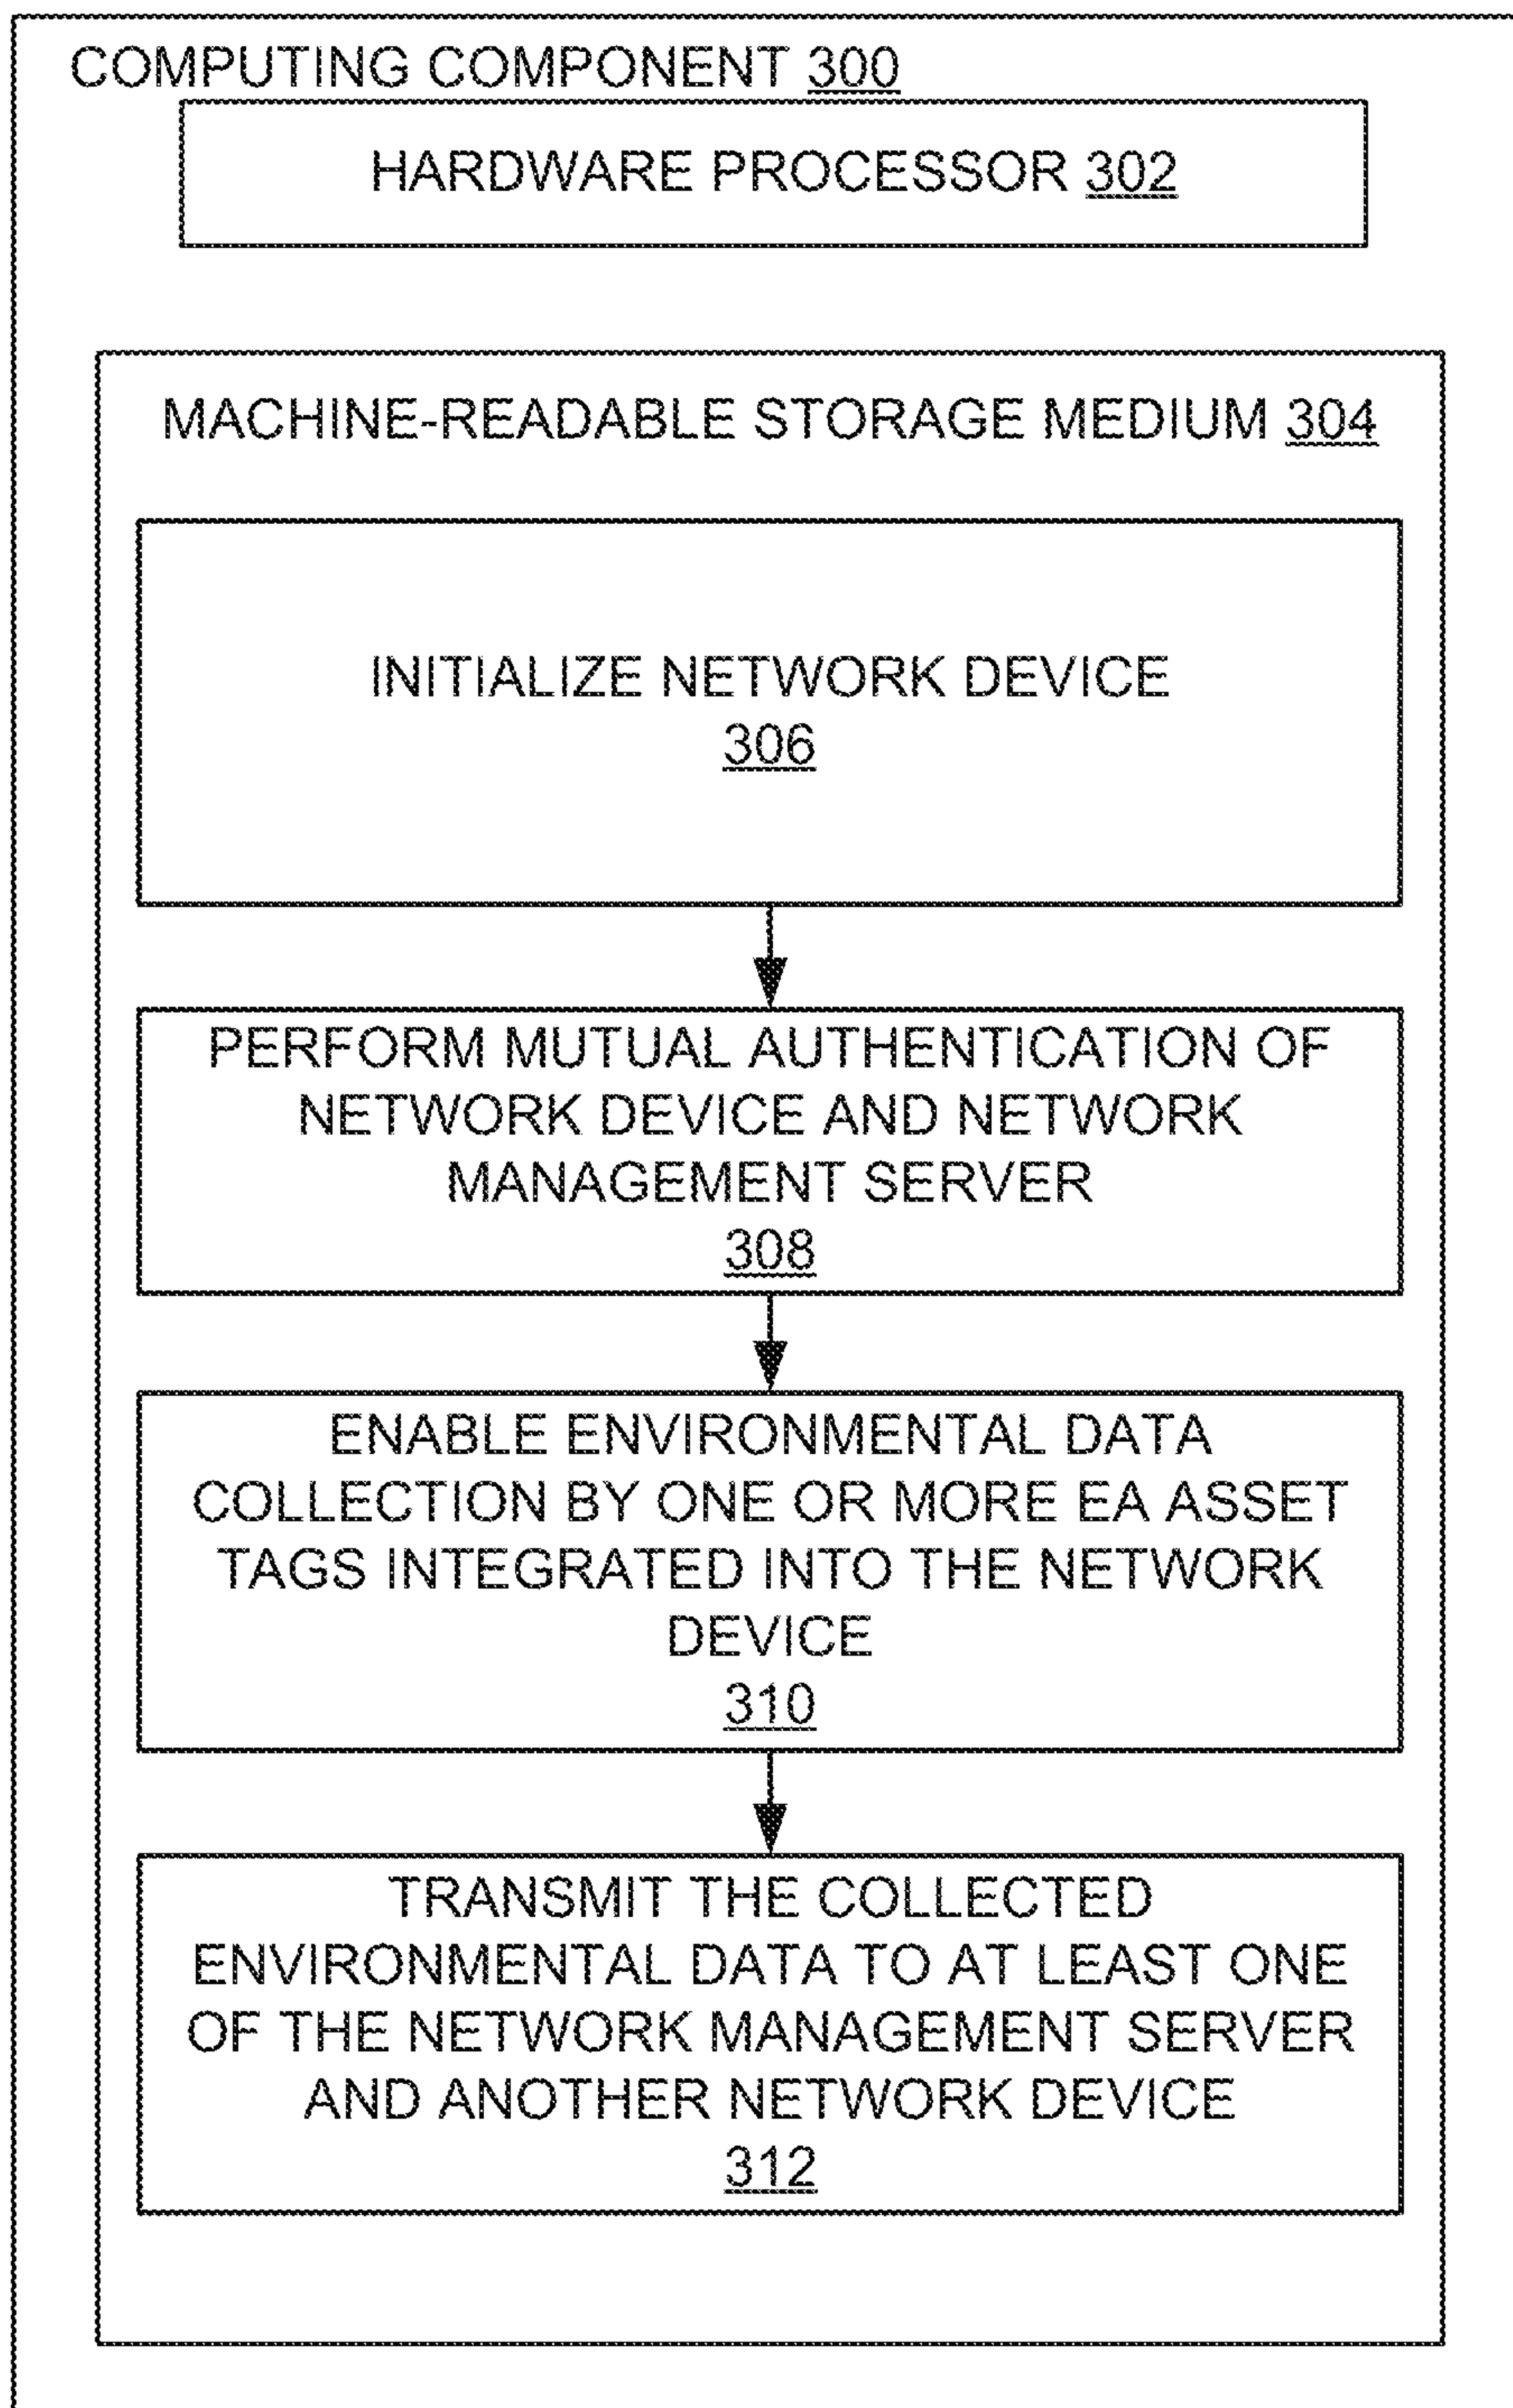 COMPUTING COMPONENT 300
HARDWARE PROCESSOR 302
MACHINE-READABLE STORAGE MEDIUM 304
INITIALIZE NETWORK DEVICE
306
PERFORM MUTUAL AUTHENTICATION OF
NETWORK DEVICE AND NETWORK
MANAGEMENT SERVER
308
ENABLE ENVIRONMENTAL DATA
COLLECTION BY ONE OR MORE EA ASSET
TAGS INTEGRATED INTO THE NETWORK
DEVICE
310
TRANSMIT THE COLLECTED
ENVIRONMENTAL DATA TO AT LEAST ONE
OF THE NETWORK MANAGEMENT SERVER
AND ANOTHER NETWORK DEVICE
312